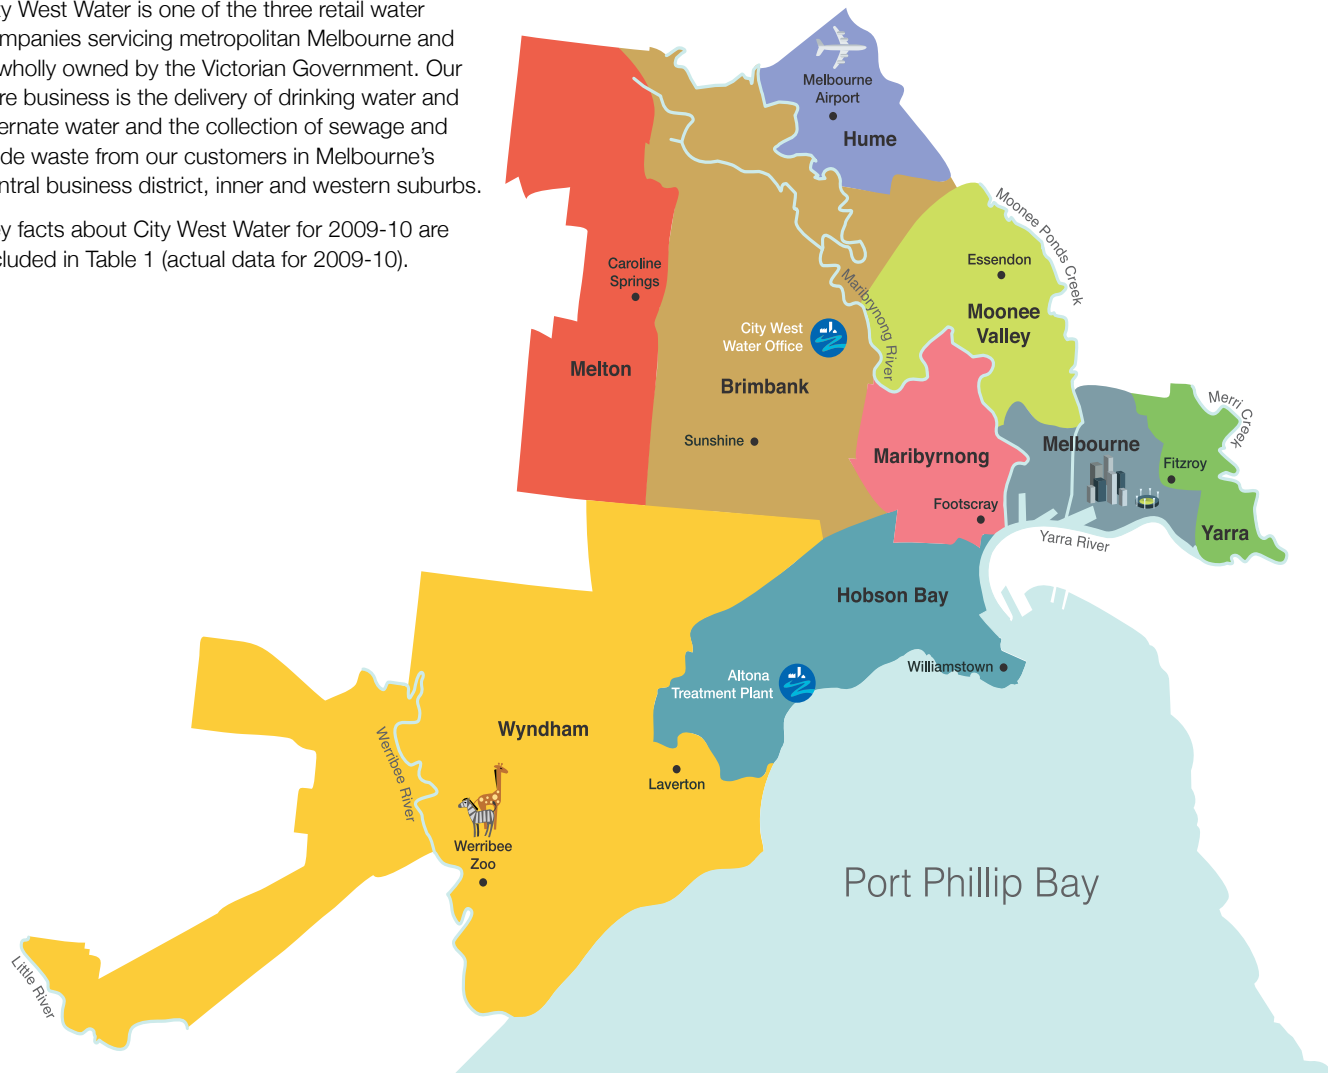 ty West Water is one of the three retail water
mpanies servicing metropolitan Melbourne and
wholly owned by the Victorian Government. Our
re business is the delivery of drinking water and
ernate water and the collection of sewage and
de waste from our customers in Melbourne's
ntral business district, inner and western suburbs.
y facts about City West Water for 2009-10 are
cluded in Table 1 (actual data for 2009-10).
Melbourne
Airport
Hume
Moonee Ponds Creek
Caroline
Springs
Essendon
Maribrynong River
Moonee
Valley
City West
Water Office
Melton
Brimbank
Merri Creek
Sunshine
Maribyrnong
Melbourne
Fitzroy
Footscray
Yarra River
Yarra
Hobson Bay
Williamstown
Altona
Treatment Plant
Wyndham
Werribee River
Laverton
Werribee
Zoo
Port Phillip Bay
Little River